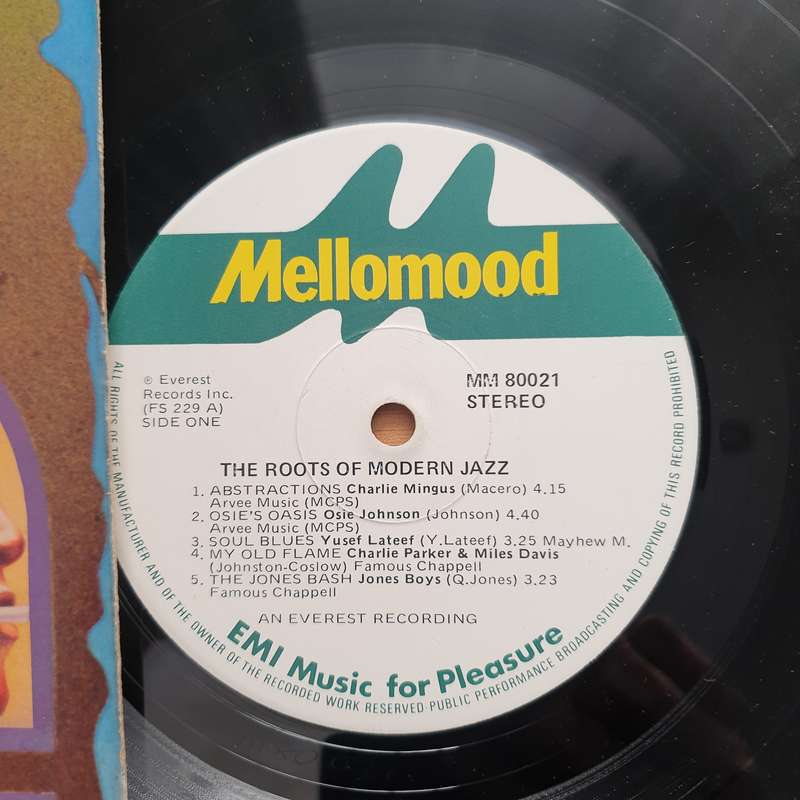 Mellomood
℗ Everest
Records Inc.
(FS 229 A)
SIDE ONE
MM 80021
STEREO
THE ROOTS OF MODERN JAZZ
1. ABSTRACTIONS Charlie Mingus (Macero) 4.15
Arvee Music (MCPS)
2. OSIE'S OASIS Osie Johnson (Johnson) 4.40
Arvee Music (MCPS)
3. SOUL BLUES Yusef Lateef (Y.Lateef) 3.25 Mayhew M.
4. MY OLD FLAME Charlie Parker & Miles Davis
(Johnston-Coslow) Famous Chappell
5. THE JONES BASH Jones Boys (Q.Jones) 3.23
Famous Chappell
AN EVEREST RECORDING
EMI Music for Pleasure
ALL RIGHTS OF THE MANUFACTURER AND OF THE OWNER OF THE RECORDED WORK RESERVED PUBLIC PERFORMANCE BROADCASTING AND COPYING OF THIS RECORD PROHIBITED